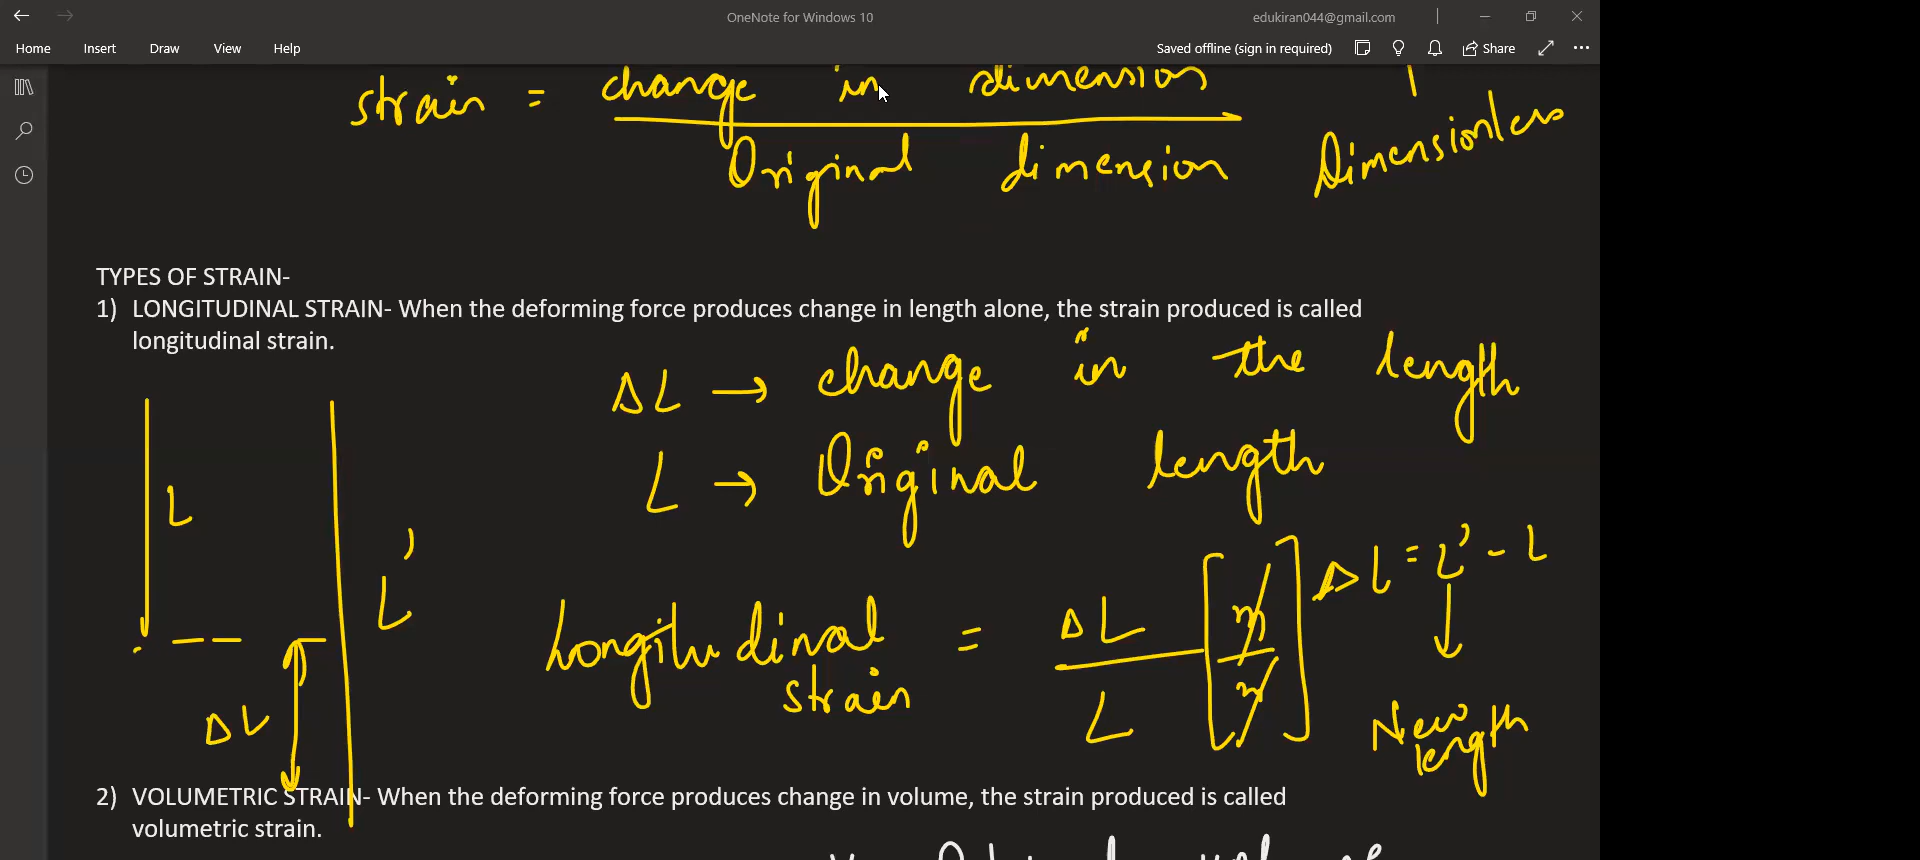 OneNote for Windows 10
edukiran044@gmail.com
Home Insert Draw View Help
Saved offline (sign in required) Share
strain = change in dimension
Original dimension
Dimensionless
TYPES OF STRAIN-
1) LONGITUDINAL STRAIN- When the deforming force produces change in length alone, the strain produced is called
longitudinal strain.
ΔL → change in the length
L → Original length
L
L'
ΔL
Longitudinal strain = ΔL / L [m/m]
ΔL = L' - L
New length
2) VOLUMETRIC STRAIN- When the deforming force produces change in volume, the strain produced is called
volumetric strain.